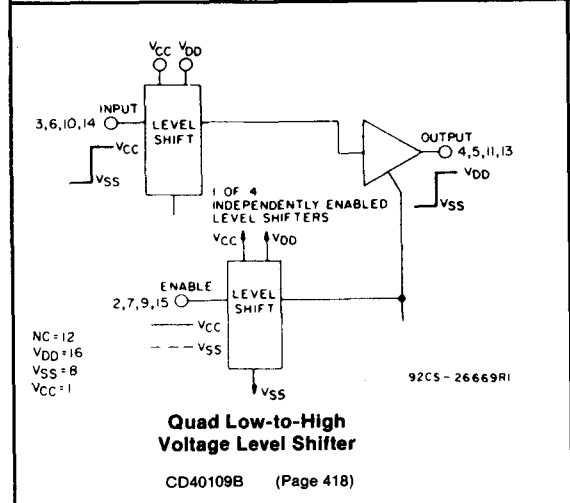 VCC VDD
INPUT
3,6,10,14
LEVEL
SHIFT
VCC
VSS
OUTPUT
4,5,11,13
VDD
VSS
1 OF 4
INDEPENDENTLY ENABLED
LEVEL SHIFTERS
VCC VDD
ENABLE
2,7,9,15
LEVEL
SHIFT
VCC
VSS
VSS
NC=12
VDD=16
VSS=8
VCC=1
92CS-26669R1
Quad Low-to-High
Voltage Level Shifter
CD40109B (Page 418)